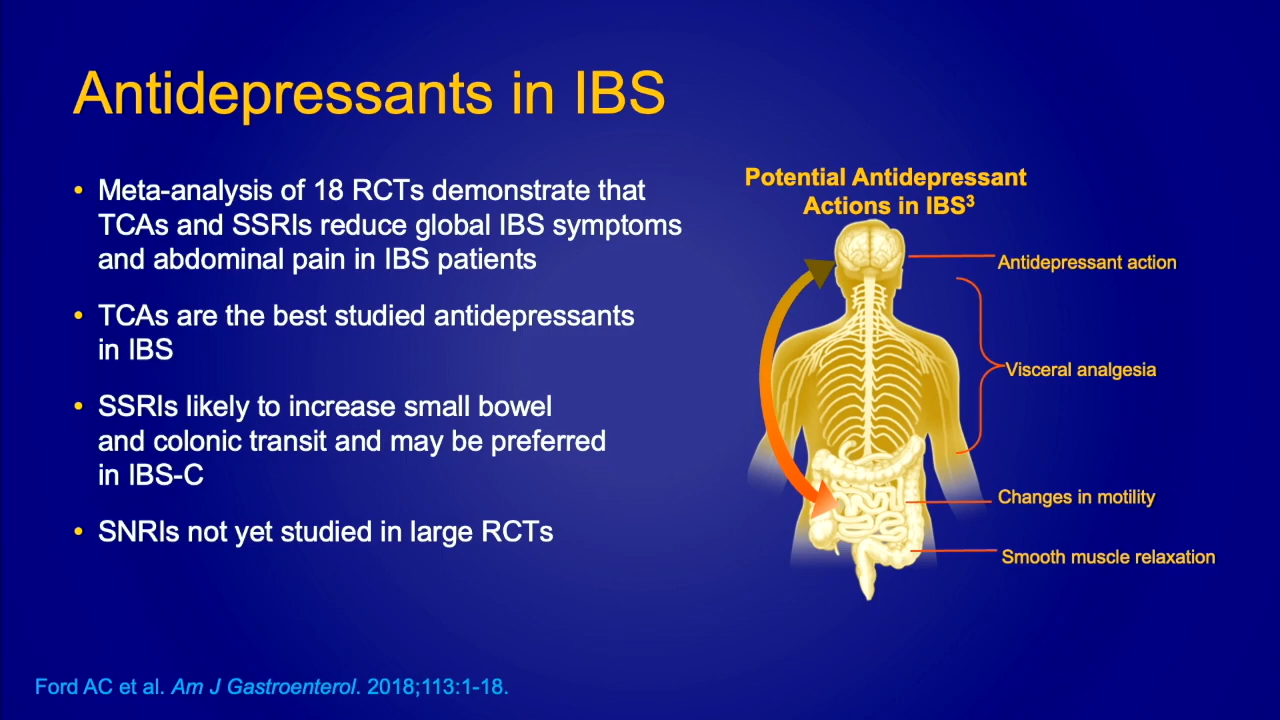 Antidepressants in IBS
• Meta-analysis of 18 RCTs demonstrate that
TCAs and SSRIs reduce global IBS symptoms
and abdominal pain in IBS patients
• TCAs are the best studied antidepressants
in IBS
• SSRIs likely to increase small bowel
and colonic transit and may be preferred
in IBS-C
• SNRIs not yet studied in large RCTs
Potential Antidepressant
Actions in IBS³
Antidepressant action
Visceral analgesia
Changes in motility
Smooth muscle relaxation
Ford AC et al. Am J Gastroenterol. 2018;113:1-18.